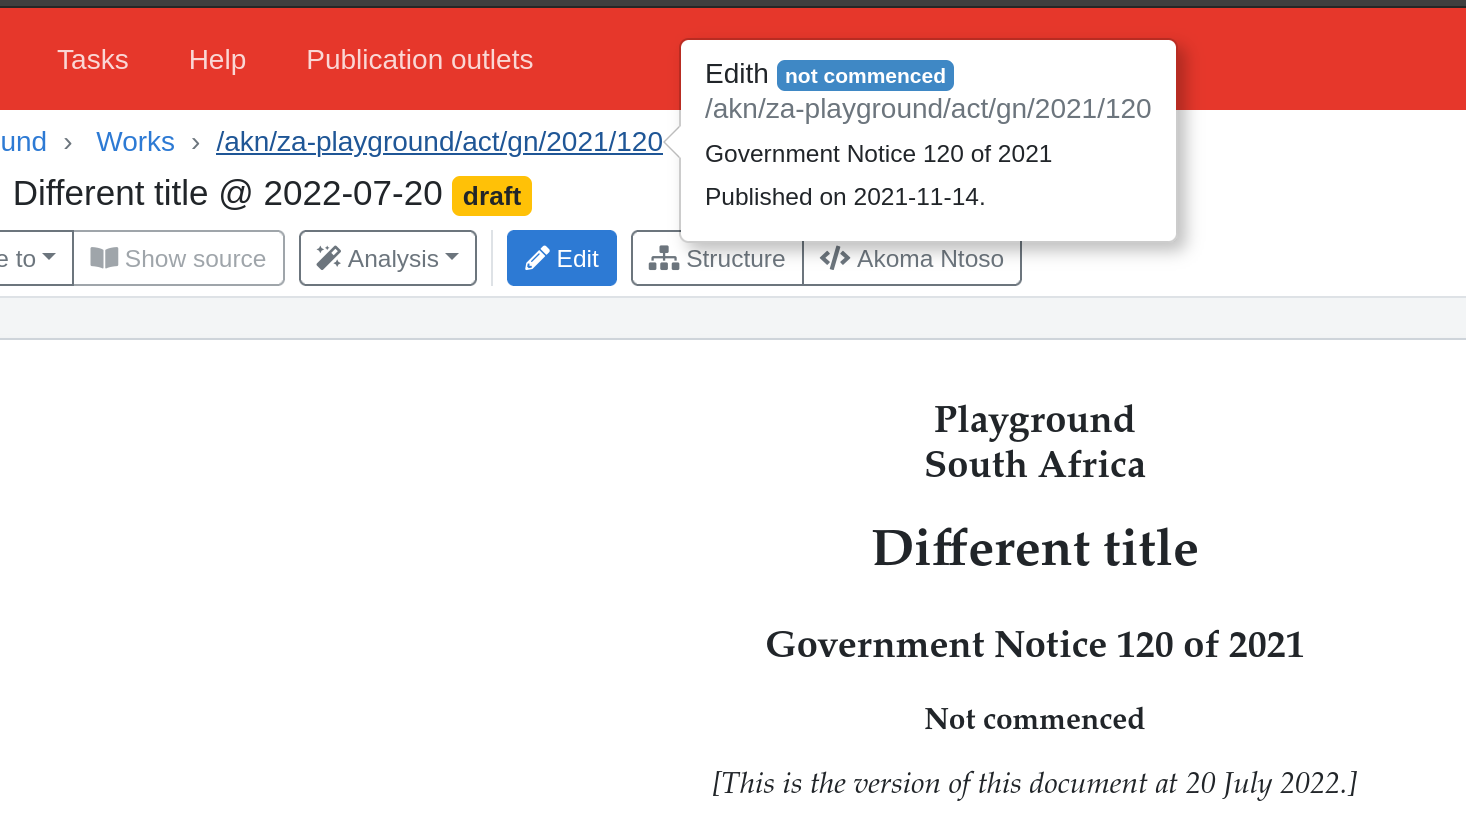 Tasks Help Publication outlets
Edith not commenced
/akn/za-playground/act/gn/2021/120
Government Notice 120 of 2021
Published on 2021-11-14.
und › Works › /akn/za-playground/act/gn/2021/120
Different title @ 2022-07-20 draft
e to Show source Analysis Edit Structure Akoma Ntoso
Playground
South Africa
Different title
Government Notice 120 of 2021
Not commenced
[This is the version of this document at 20 July 2022.]